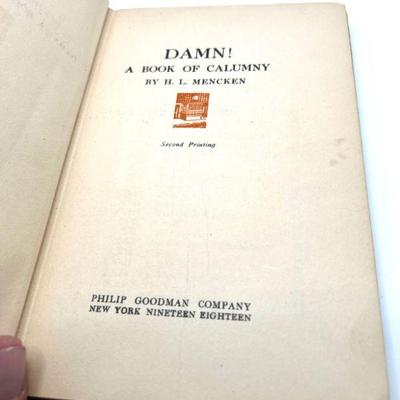 DAMN!
A BOOK OF CALUMNY
BY H. L. MENCKEN
Second Printing
PHILIP GOODMAN COMPANY
NEW YORK NINETEEN EIGHTEEN